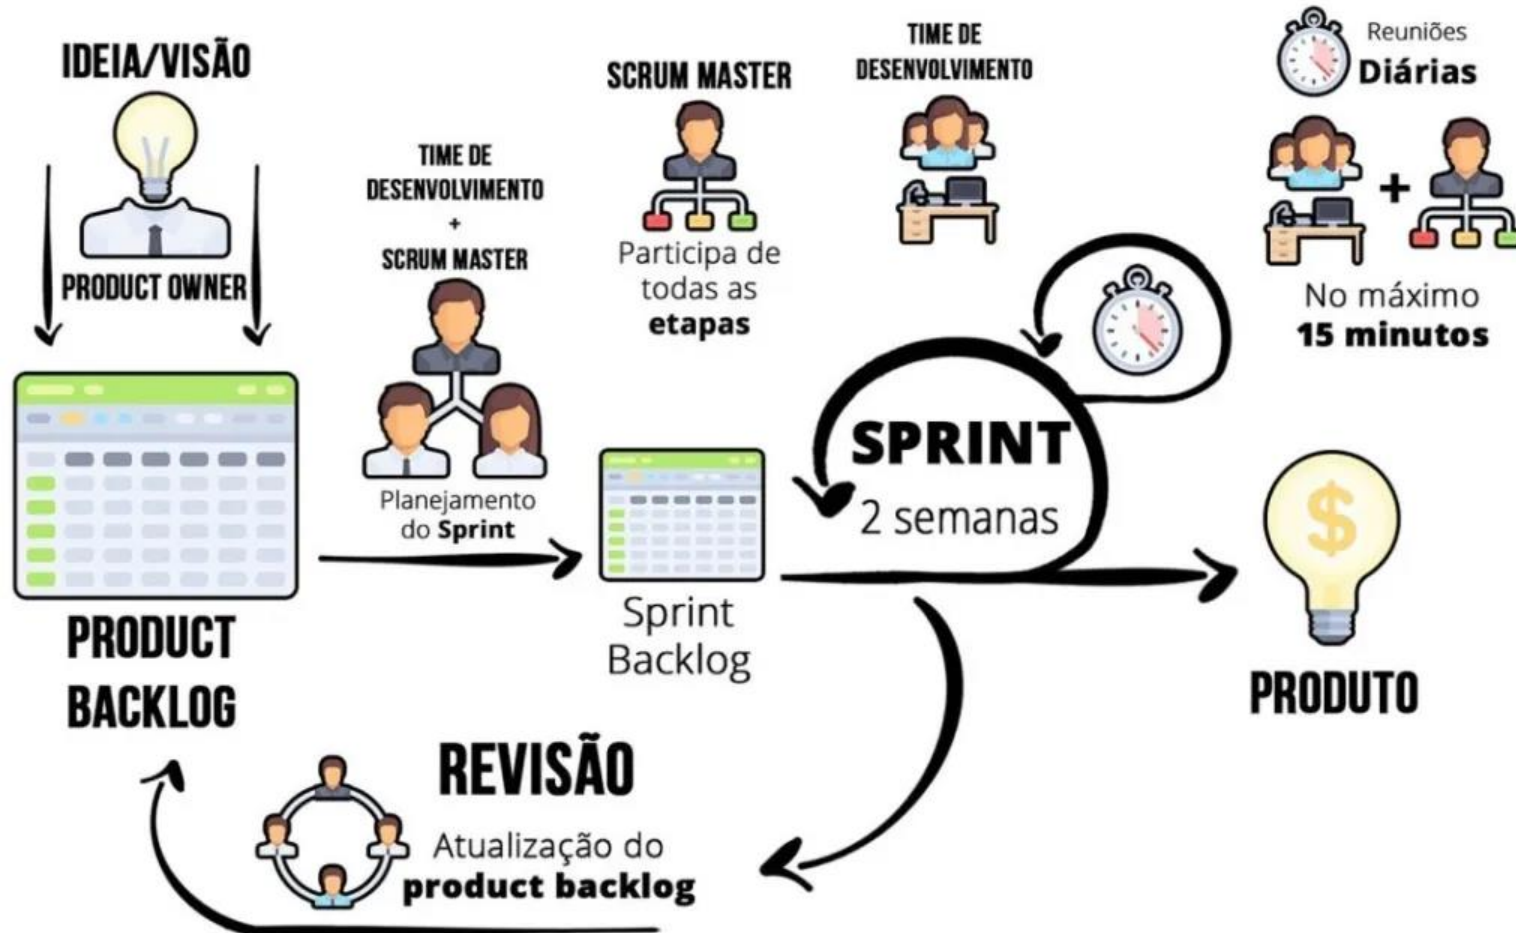 IDEIA/VISÃO
PRODUCT OWNER
PRODUCT
BACKLOG
TIME DE
DESENVOLVIMENTO
+
SCRUM MASTER
Planejamento
do Sprint
SCRUM MASTER
Participa de
todas as
etapas
Sprint
Backlog
TIME DE
DESENVOLVIMENTO
SPRINT
2 semanas
Reuniões
Diárias
+
No máximo
15 minutos
$
PRODUTO
REVISÃO
Atualização do
product backlog